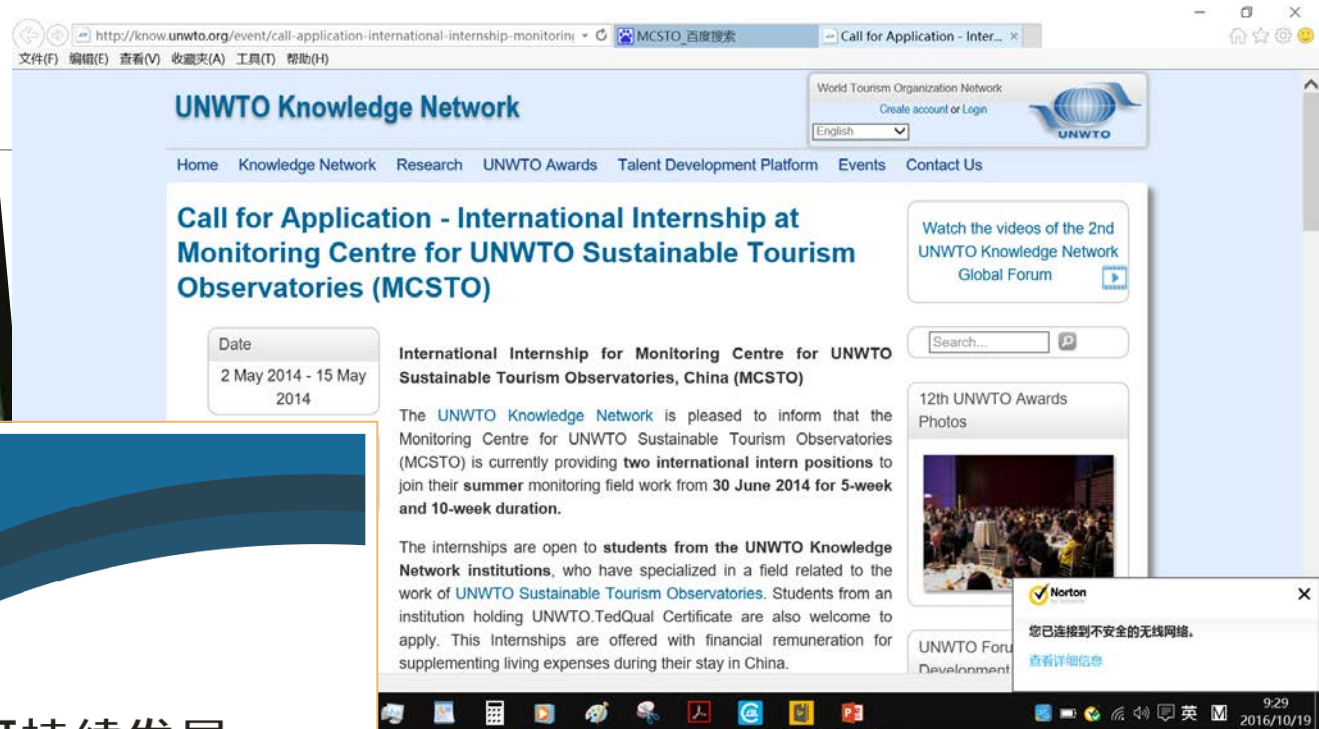 http://know.unwto.org/event/call-application-international-internship-monitoring
MCSTO_百度搜索
Call for Application - Inter...
文件(F) 编辑(E) 查看(V) 收藏夹(A) 工具(T) 帮助(H)
UNWTO Knowledge Network
World Tourism Organization Network
Create account or Login
English
UNWTO
Home Knowledge Network Research UNWTO Awards Talent Development Platform Events Contact Us
Call for Application - International Internship at
Monitoring Centre for UNWTO Sustainable Tourism
Observatories (MCSTO)
Date
2 May 2014 - 15 May
2014
International Internship for Monitoring Centre for UNWTO
Sustainable Tourism Observatories, China (MCSTO)
The UNWTO Knowledge Network is pleased to inform that the
Monitoring Centre for UNWTO Sustainable Tourism Observatories
(MCSTO) is currently providing two international intern positions to
join their summer monitoring field work from 30 June 2014 for 5-week
and 10-week duration.
The internships are open to students from the UNWTO Knowledge
Network institutions, who have specialized in a field related to the
work of UNWTO Sustainable Tourism Observatories. Students from an
institution holding UNWTO.TedQual Certificate are also welcome to
apply. This Internships are offered with financial remuneration for
supplementing living expenses during their stay in China.
Watch the videos of the 2nd
UNWTO Knowledge Network
Global Forum
Search...
12th UNWTO Awards
Photos
UNWTO Foru
Development
Norton
by Symantec
您已连接到不安全的无线网络。
查看详细信息
英
9:29
2016/10/19